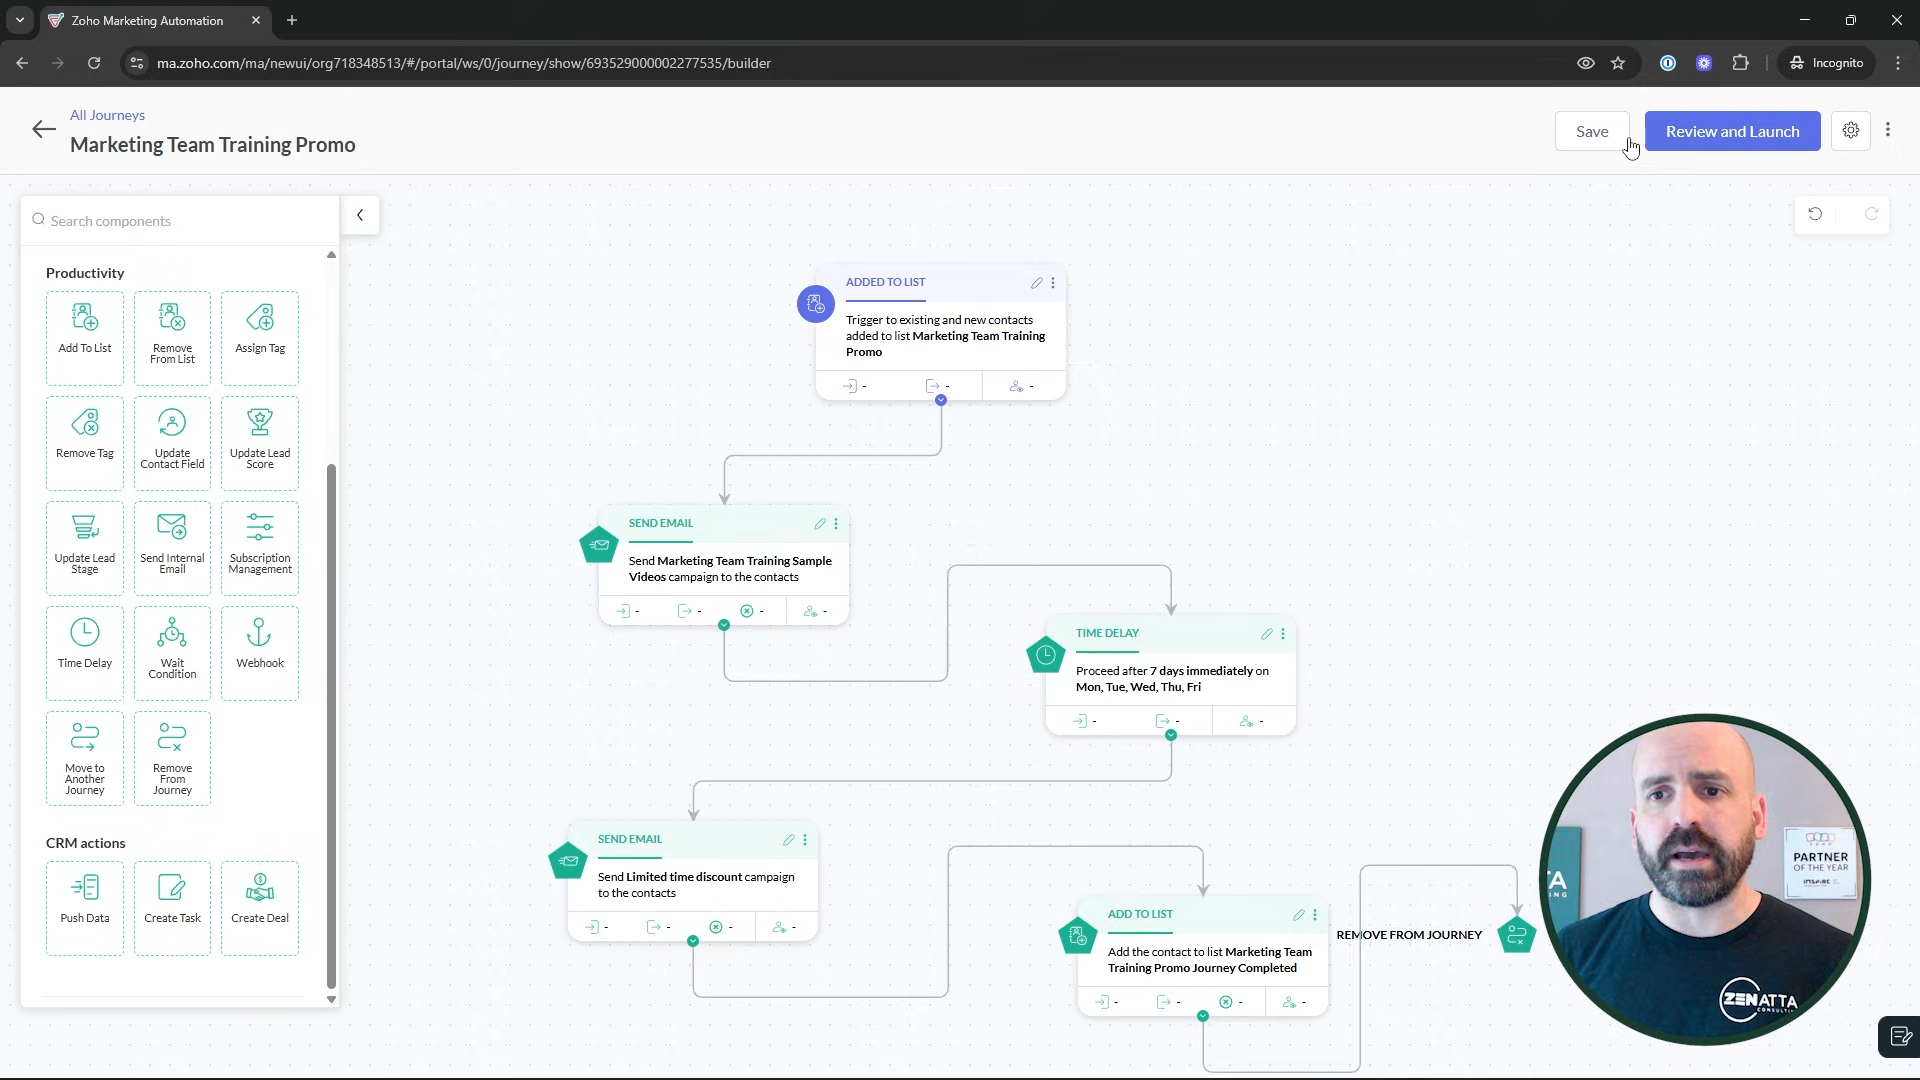 Zoho Marketing Automation
ma.zoho.com/ma/newui/org718348513/#/portal/ws/0/journey/show/693529000002277535/builder
Incognito
All Journeys
Marketing Team Training Promo
Save
Review and Launch
Search components
Productivity
Add To List
Remove
From List
Assign Tag
Remove Tag
Update
Contact Field
Update Lead
Score
Update Lead
Stage
Send Internal
Email
Subscription
Management
Time Delay
Wait
Condition
Webhook
Move to
Another
Journey
Remove
From
Journey
CRM actions
Push Data
Create Task
Create Deal
ADDED TO LIST
Trigger to existing and new contacts
added to list Marketing Team Training
Promo
- - -
SEND EMAIL
Send Marketing Team Training Sample
Videos campaign to the contacts
- - - -
TIME DELAY
Proceed after 7 days immediately on
Mon, Tue, Wed, Thu, Fri
- - -
SEND EMAIL
Send Limited time discount campaign
to the contacts
- - - -
ADD TO LIST
Add the contact to list Marketing Team
Training Promo Journey Completed
- - - -
REMOVE FROM JOURNEY
PARTNER
OF THE YEAR
INSPIRE
ZENATTA
CONSULTING